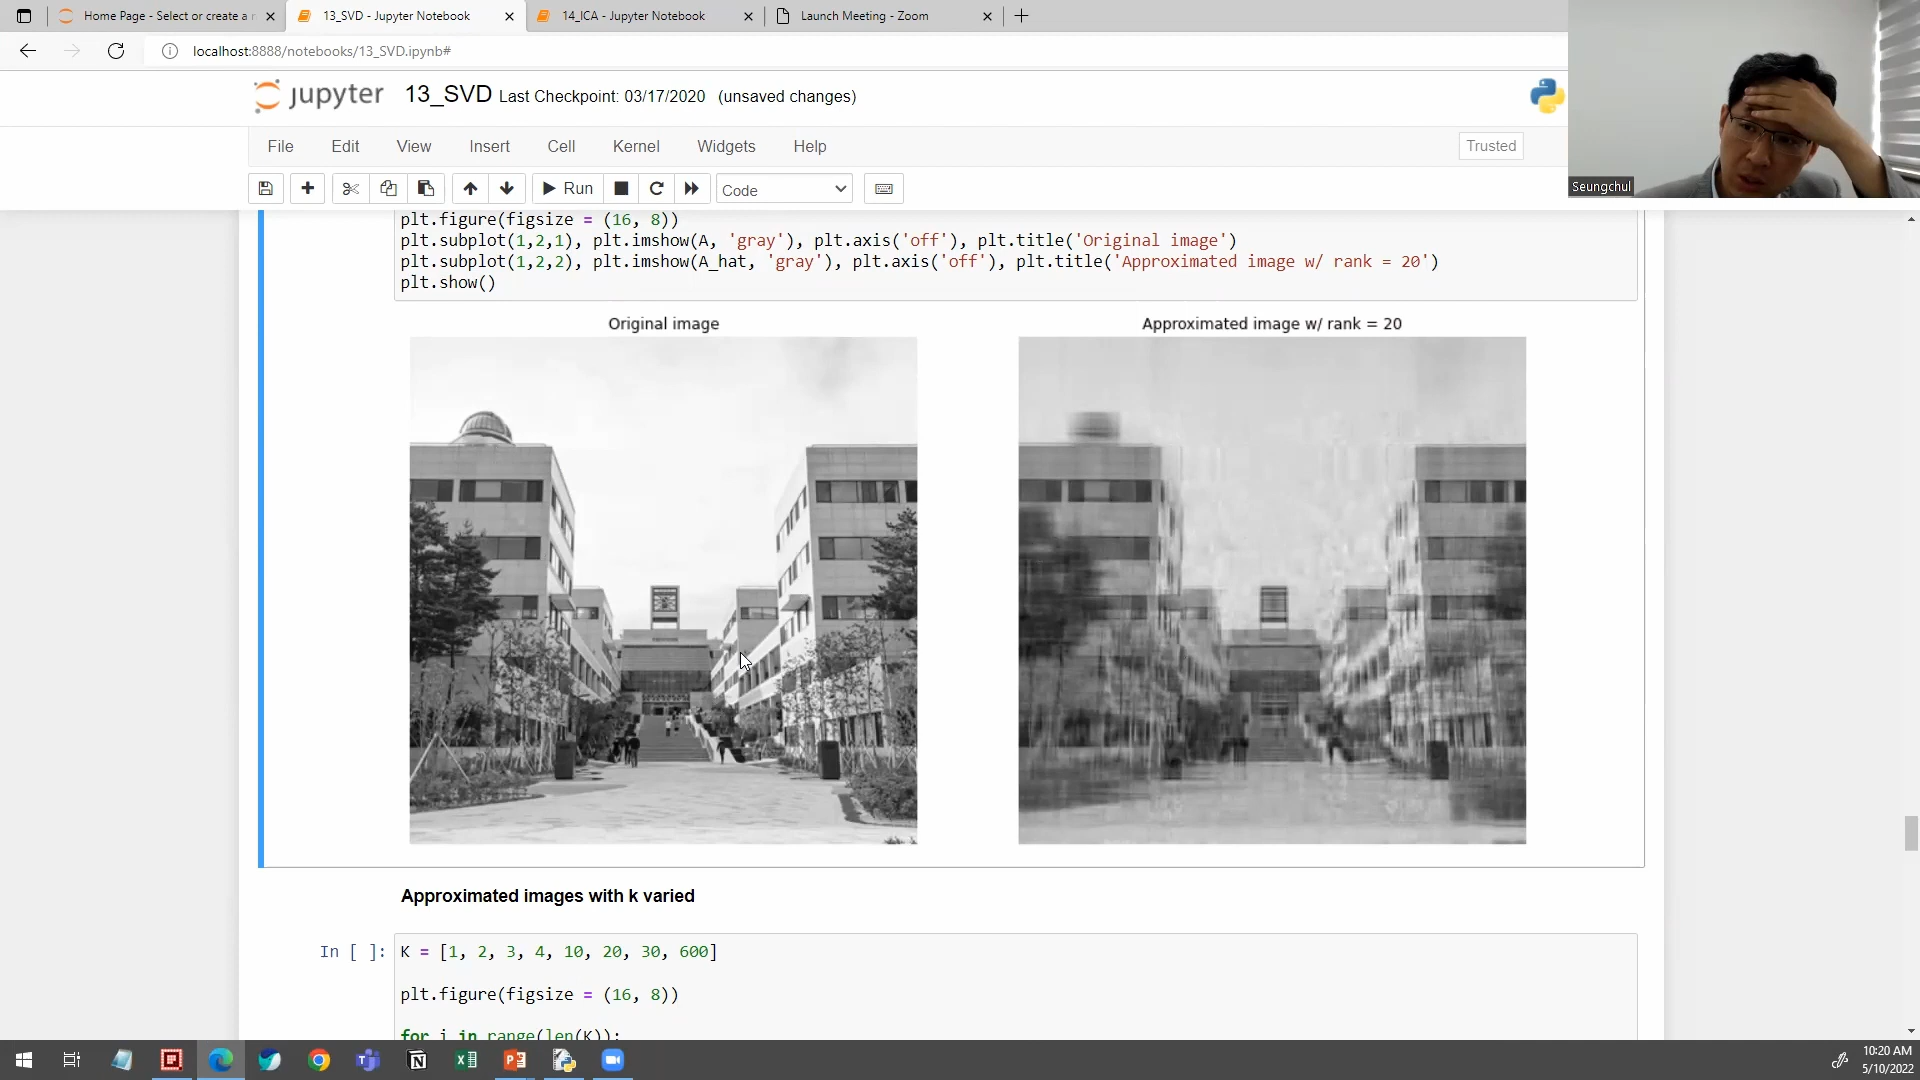 Home Page - Select or create a n
13_SVD - Jupyter Notebook
14_ICA - Jupyter Notebook
Launch Meeting - Zoom
localhost:8888/notebooks/13_SVD.ipynb#
jupyter 13_SVD Last Checkpoint: 03/17/2020 (unsaved changes)
File Edit View Insert Cell Kernel Widgets Help
Trusted
Seungchul
Run
Code
plt.figure(figsize = (16, 8))
plt.subplot(1,2,1), plt.imshow(A, 'gray'), plt.axis('off'), plt.title('Original image')
plt.subplot(1,2,2), plt.imshow(A_hat, 'gray'), plt.axis('off'), plt.title('Approximated image w/ rank = 20')
plt.show()
Original image
Approximated image w/ rank = 20
Approximated images with k varied
In [ ]: K = [1, 2, 3, 4, 10, 20, 30, 600]
plt.figure(figsize = (16, 8))
for i in range(len(K)):
10:20 AM
5/10/2022